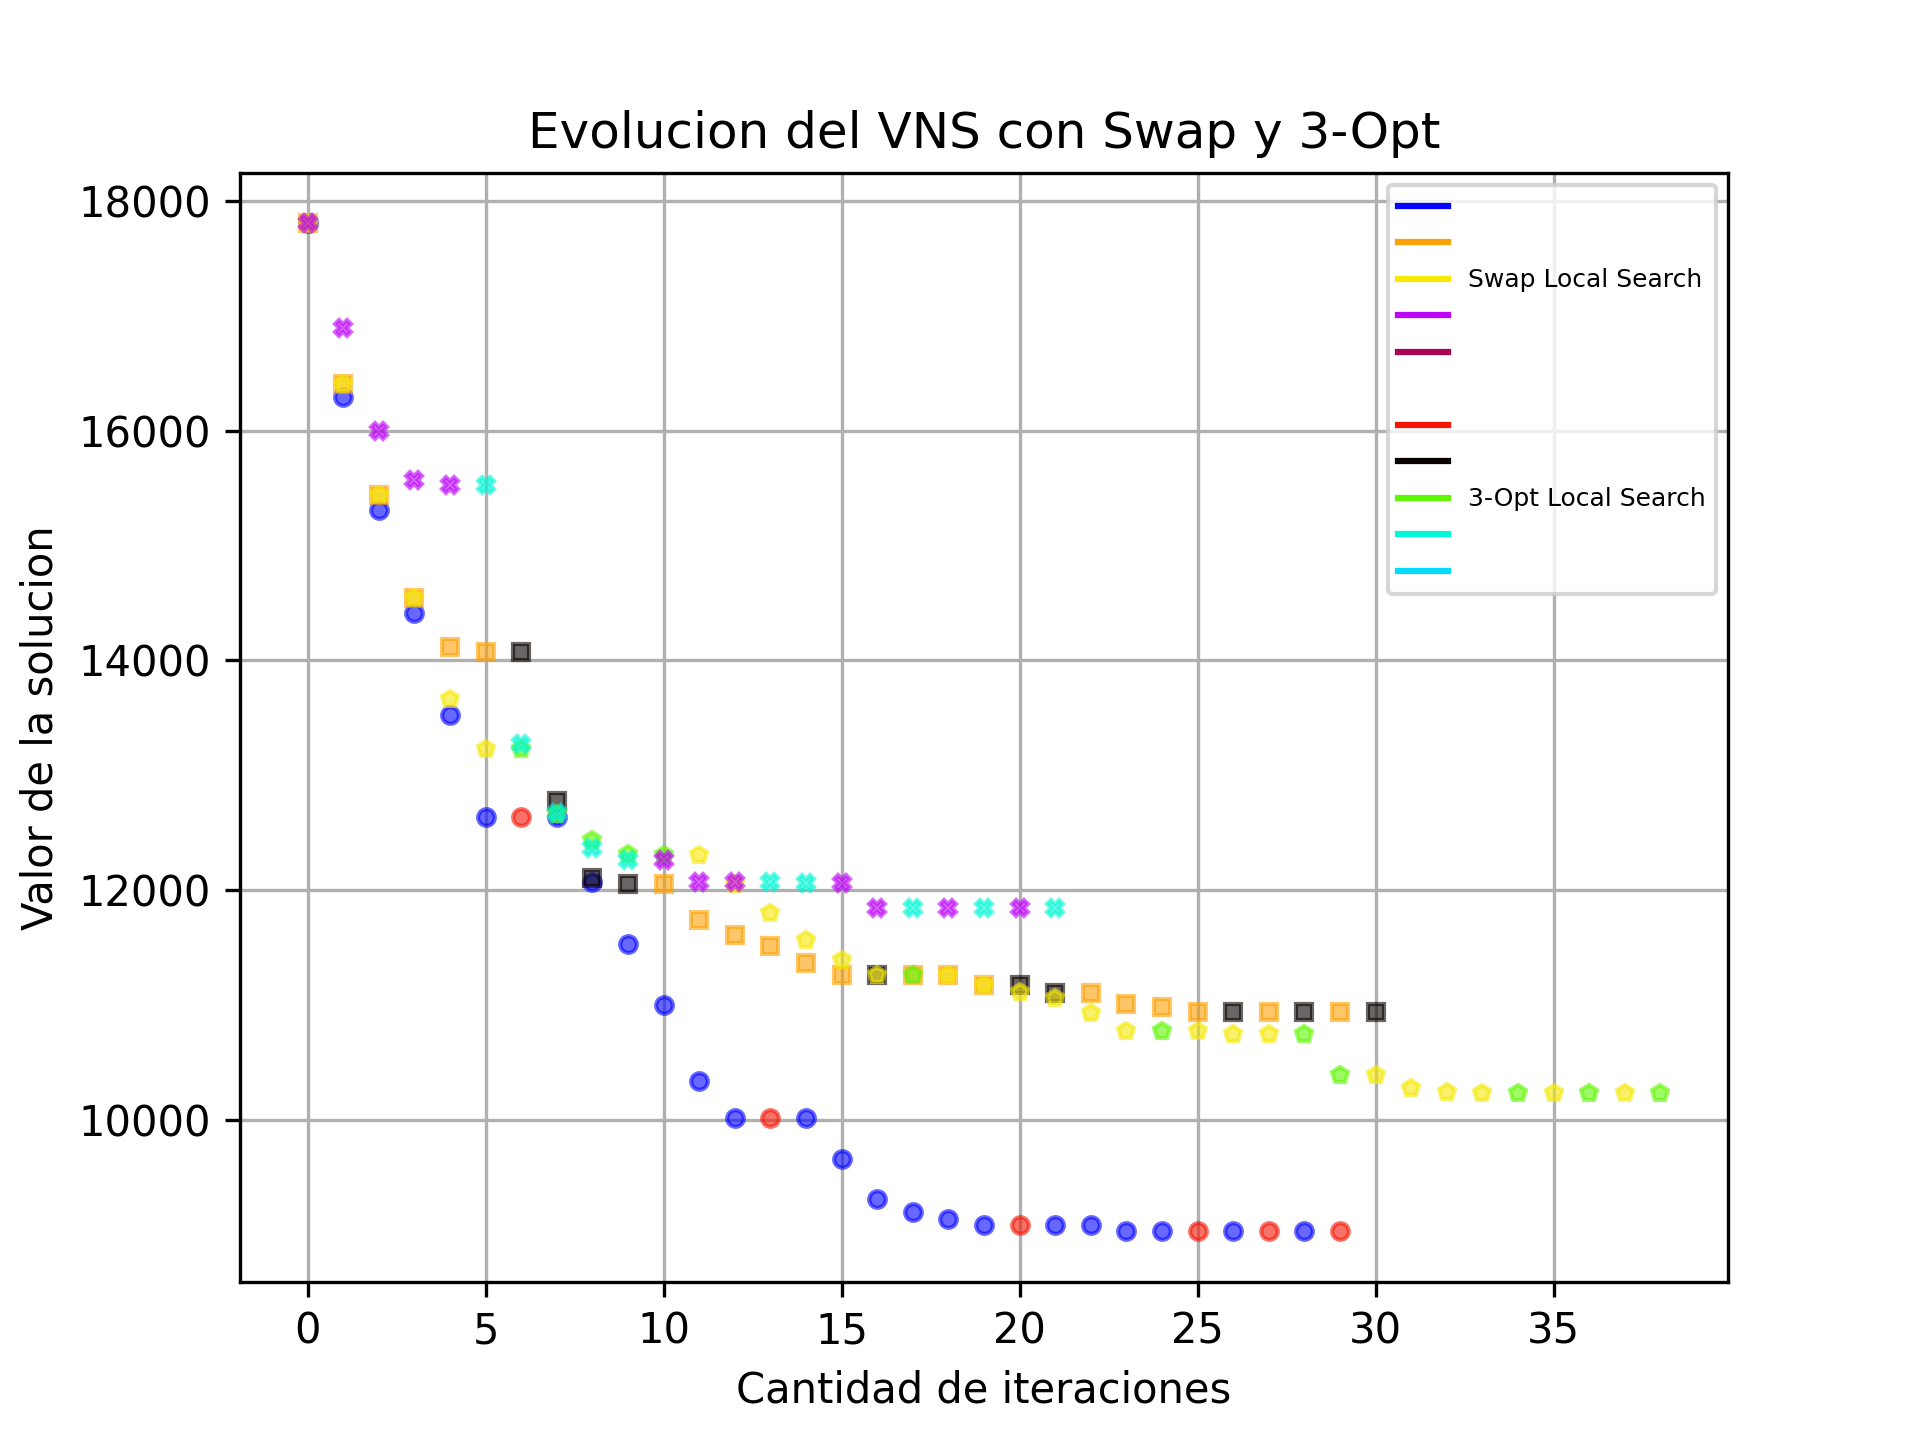 Evolucion del VNS con Swap y 3-Opt
18000
16000
14000
12000
10000
Valor de la solucion
Swap Local Search
3-Opt Local Search
0 5 10 15 20 25 30 35
Cantidad de iteraciones